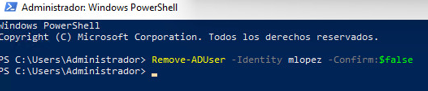 Administrador: Windows PowerShell
Windows PowerShell
Copyright (C) Microsoft Corporation. Todos los derechos reservados.
PS C:\Users\Administrador> Remove-ADUser -Identity mlopez -Confirm:$false
PS C:\Users\Administrador>